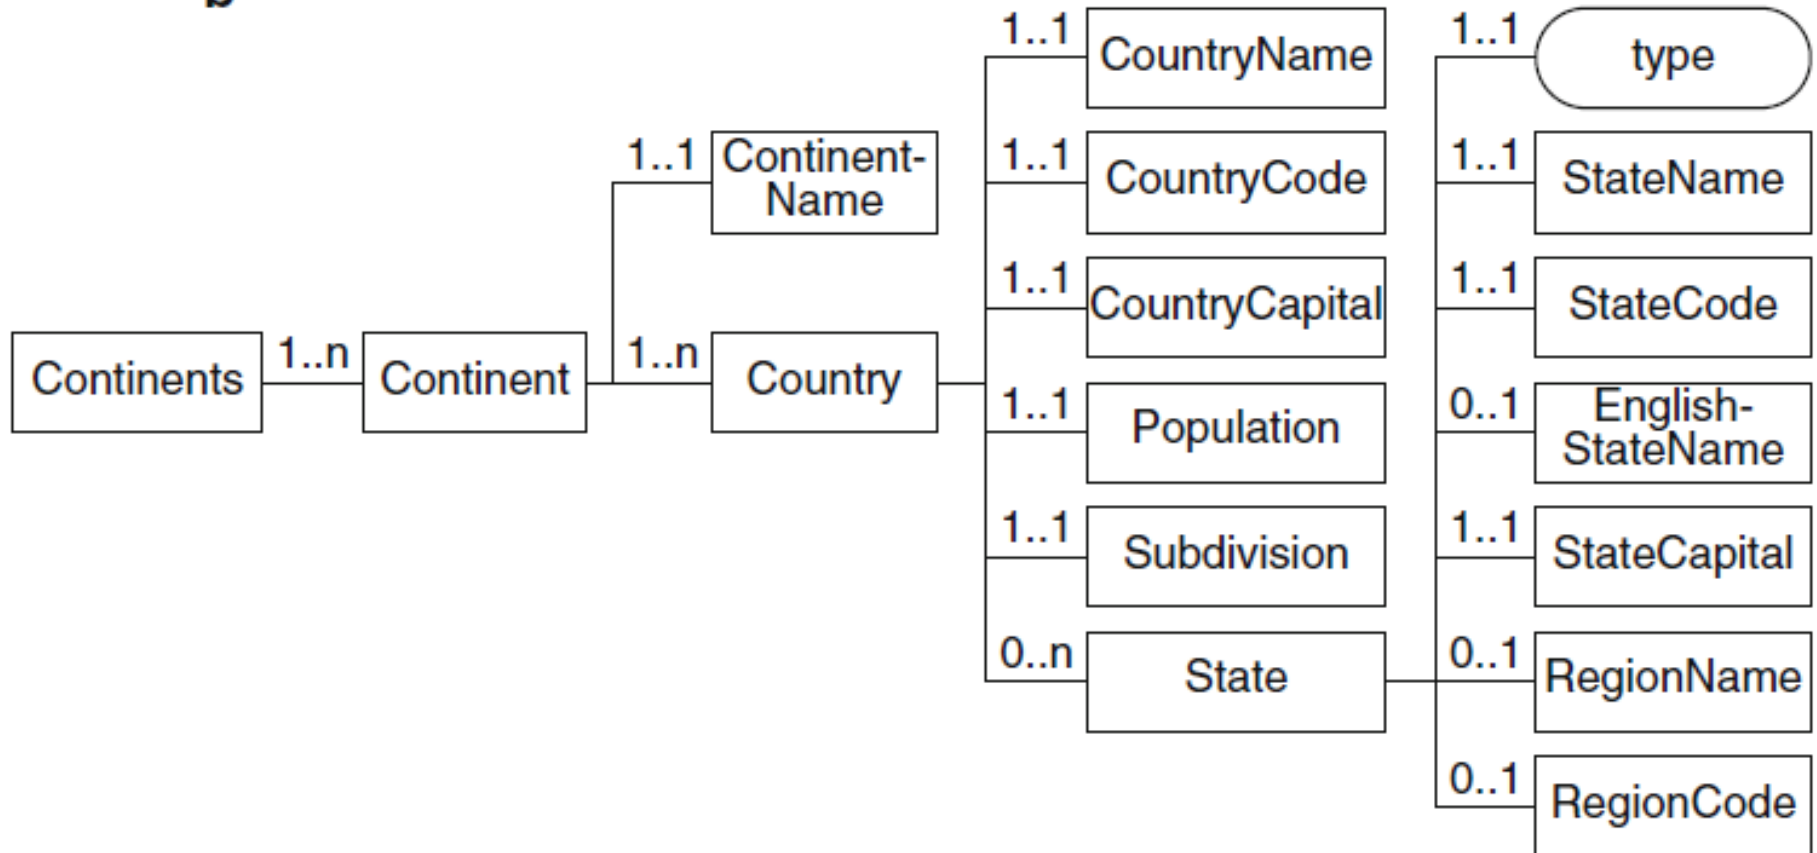 b
1..1
CountryName
1..1
type
1..1
Continent-
Name
1..1
CountryCode
1..1
StateName
1..1
CountryCapital
1..1
StateCode
Continents
1..n
Continent
1..n
Country
1..1
Population
0..1
English-
StateName
1..1
Subdivision
1..1
StateCapital
0..n
State
0..1
RegionName
0..1
RegionCode